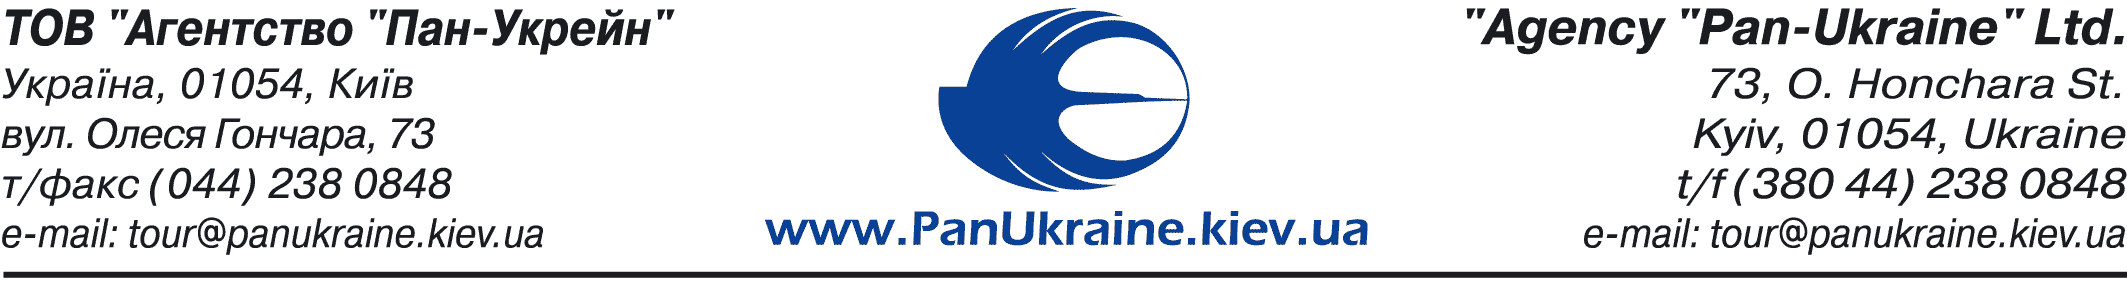 ТОВ "Агентство "Пан-Укрейн"
Україна, 01054, Київ
вул. Олеся Гончара, 73
т/факс (044) 238 0848
e-mail: tour@panukraine.kiev.ua
www.PanUkraine.kiev.ua
"Agency "Pan-Ukraine" Ltd.
73, O. Honchara St.
Kyiv, 01054, Ukraine
t/f (380 44) 238 0848
e-mail: tour@panukraine.kiev.ua